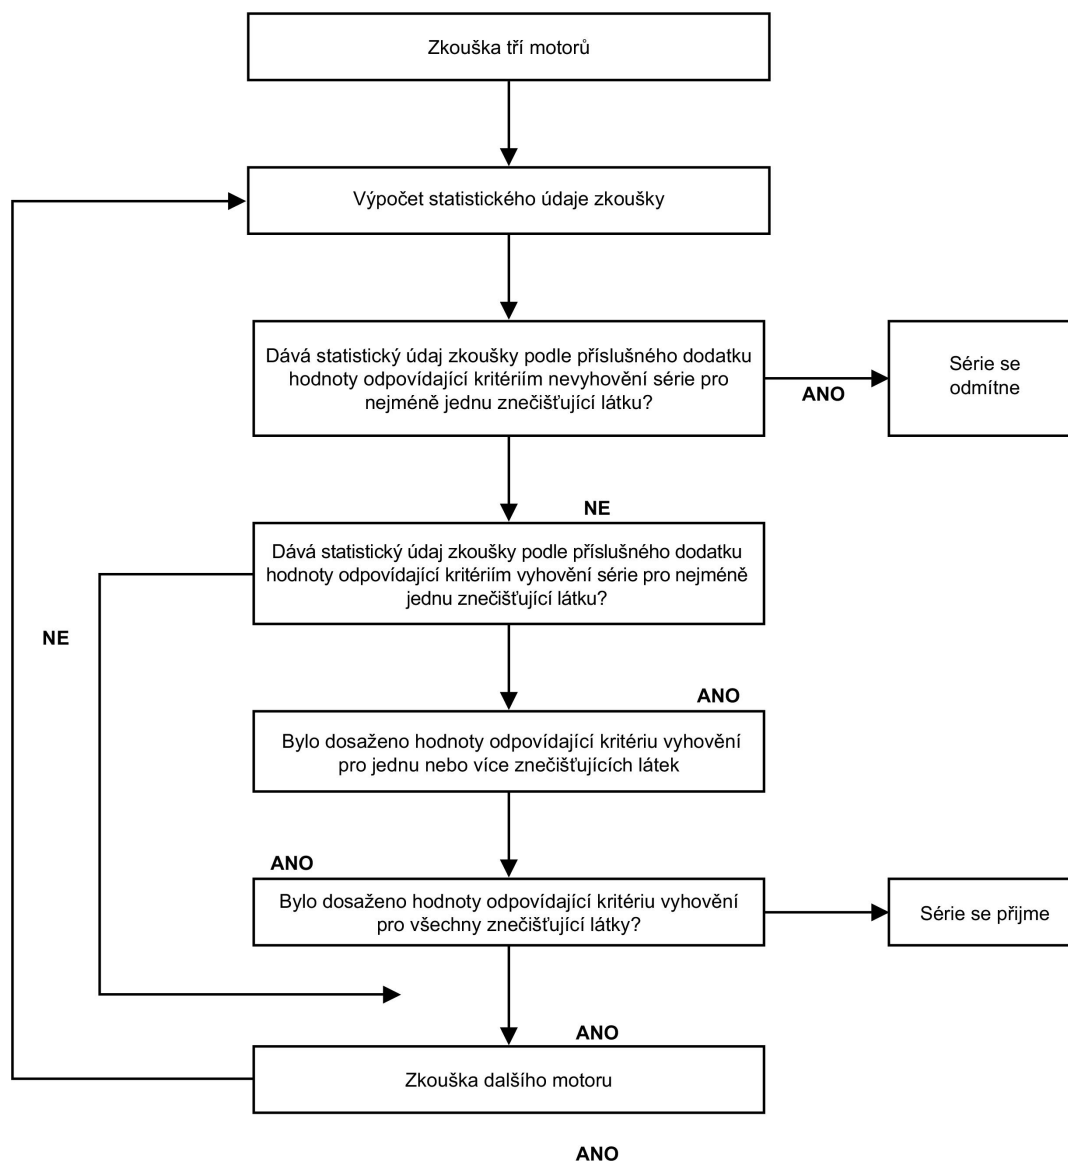 Zkouška tří motorů
Výpočet statistického údaje zkoušky
Dává statistický údaj zkoušky podle příslušného dodatku
hodnoty odpovídající kritériím nevyhovění série pro
nejméně jednu znečišťující látku?
ANO
Série se
odmítne
NE
Dává statistický údaj zkoušky podle příslušného dodatku
hodnoty odpovídající kritériím vyhovění série pro nejméně
jednu znečišťující látku?
NE
ANO
Bylo dosaženo hodnoty odpovídající kritériu vyhovění
pro jednu nebo více znečišťujících látek
ANO
Bylo dosaženo hodnoty odpovídající kritériu vyhovění
pro všechny znečišťující látky?
Série se přijme
ANO
Zkouška dalšího motoru
ANO